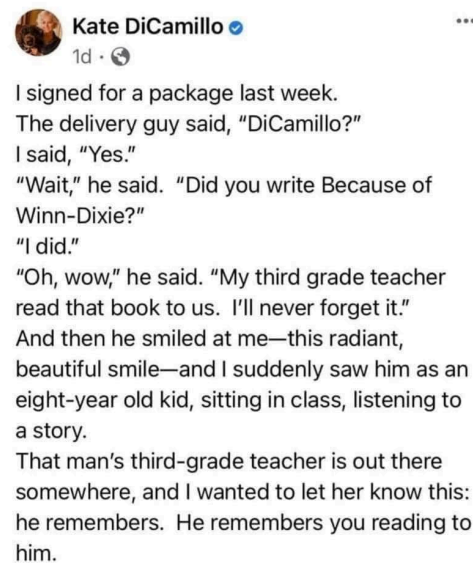 Kate DiCamillo
1d ·
I signed for a package last week.
The delivery guy said, “DiCamillo?”
I said, “Yes.”
“Wait,” he said.  “Did you write Because of
Winn-Dixie?”
“I did.”
“Oh, wow,” he said. “My third grade teacher
read that book to us.  I’ll never forget it.”
And then he smiled at me—this radiant,
beautiful smile—and I suddenly saw him as an
eight-year old kid, sitting in class, listening to
a story.
That man’s third-grade teacher is out there
somewhere, and I wanted to let her know this:
he remembers.  He remembers you reading to
him.